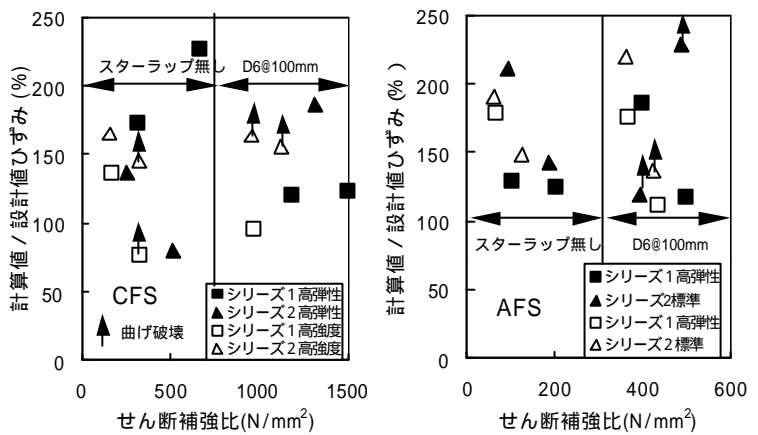 計算値/設計値ひずみ(%)
250
200
150
100
50
0
スターラップ無し
D6@100mm
CFS
曲げ破壊
■シリーズ1高弾性
▲シリーズ2高弾性
□シリーズ1高強度
△シリーズ2高強度
0 500 1000 1500
せん断補強比(N/mm²)
計算値/設計値ひずみ(%)
250
200
150
100
50
0
スターラップ無し
D6@100mm
AFS
■シリーズ1高弾性
▲シリーズ2標準
□シリーズ1高弾性
△シリーズ2標準
0 200 400 600
せん断補強比(N/mm²)